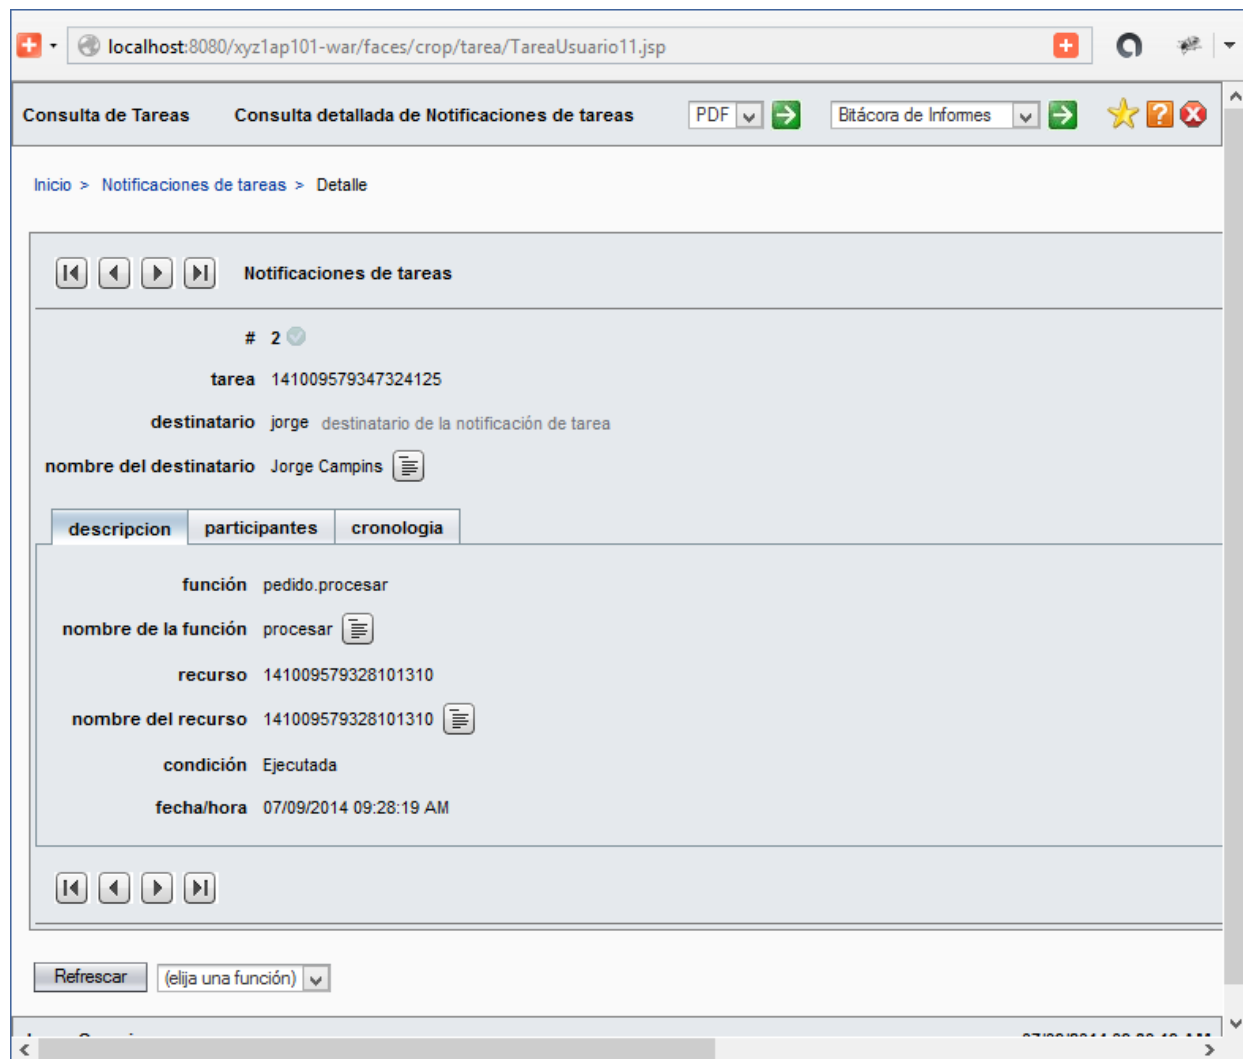 localhost:8080/xyz1ap101-war/faces/crop/tarea/TareaUsuario11.jsp
Consulta de Tareas Consulta detallada de Notificaciones de tareas PDF Bitácora de Informes
Inicio > Notificaciones de tareas > Detalle
Notificaciones de tareas
# 2
tarea 141009579347324125
destinatario jorge destinatario de la notificación de tarea
nombre del destinatario Jorge Campins
descripcion participantes cronologia
función pedido.procesar
nombre de la función procesar
recurso 141009579328101310
nombre del recurso 141009579328101310
condición Ejecutada
fecha/hora 07/09/2014 09:28:19 AM
Refrescar (elija una función)